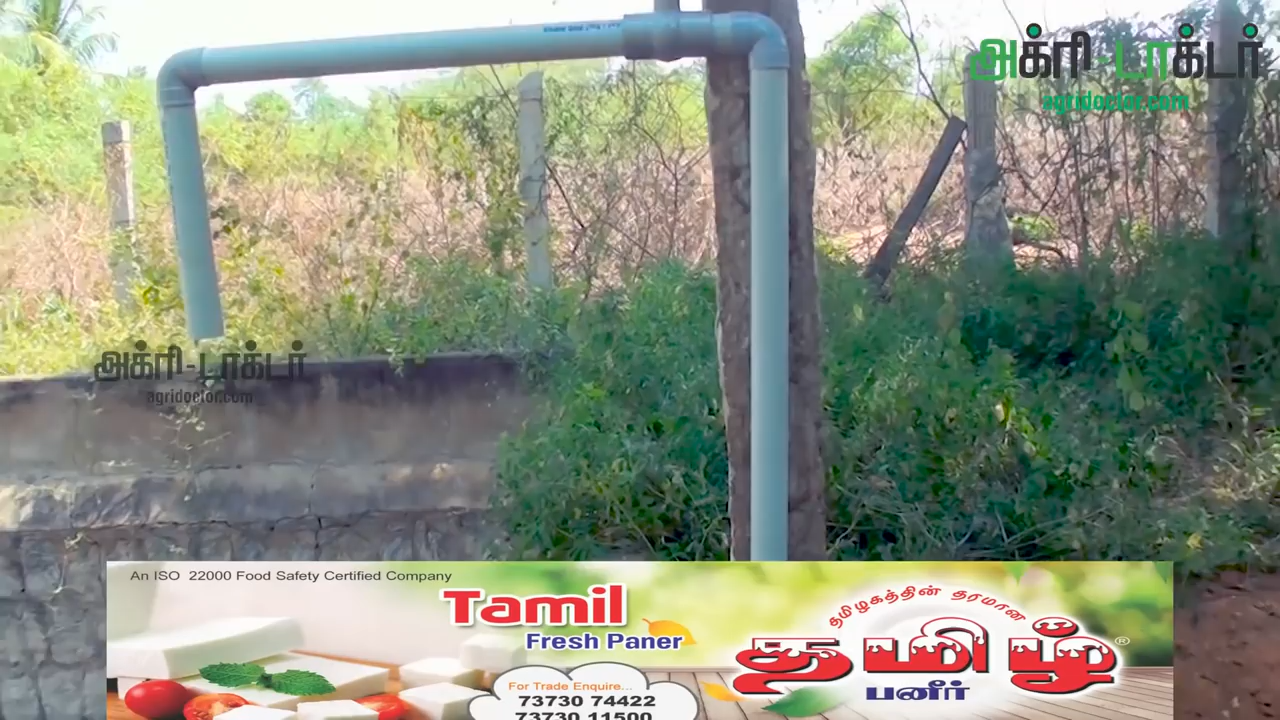 அக்ரி-டாக்டர்
agridoctor.com
அக்ரி-டாக்டர்
agridoctor.com
An ISO 22000 Food Safety Certified Company
Tamil
Fresh Paner
For Trade Enquire...
73730 74422
73730 11500
தமிழகத்தின் தரமான
தமிழ்
®
பனீர்